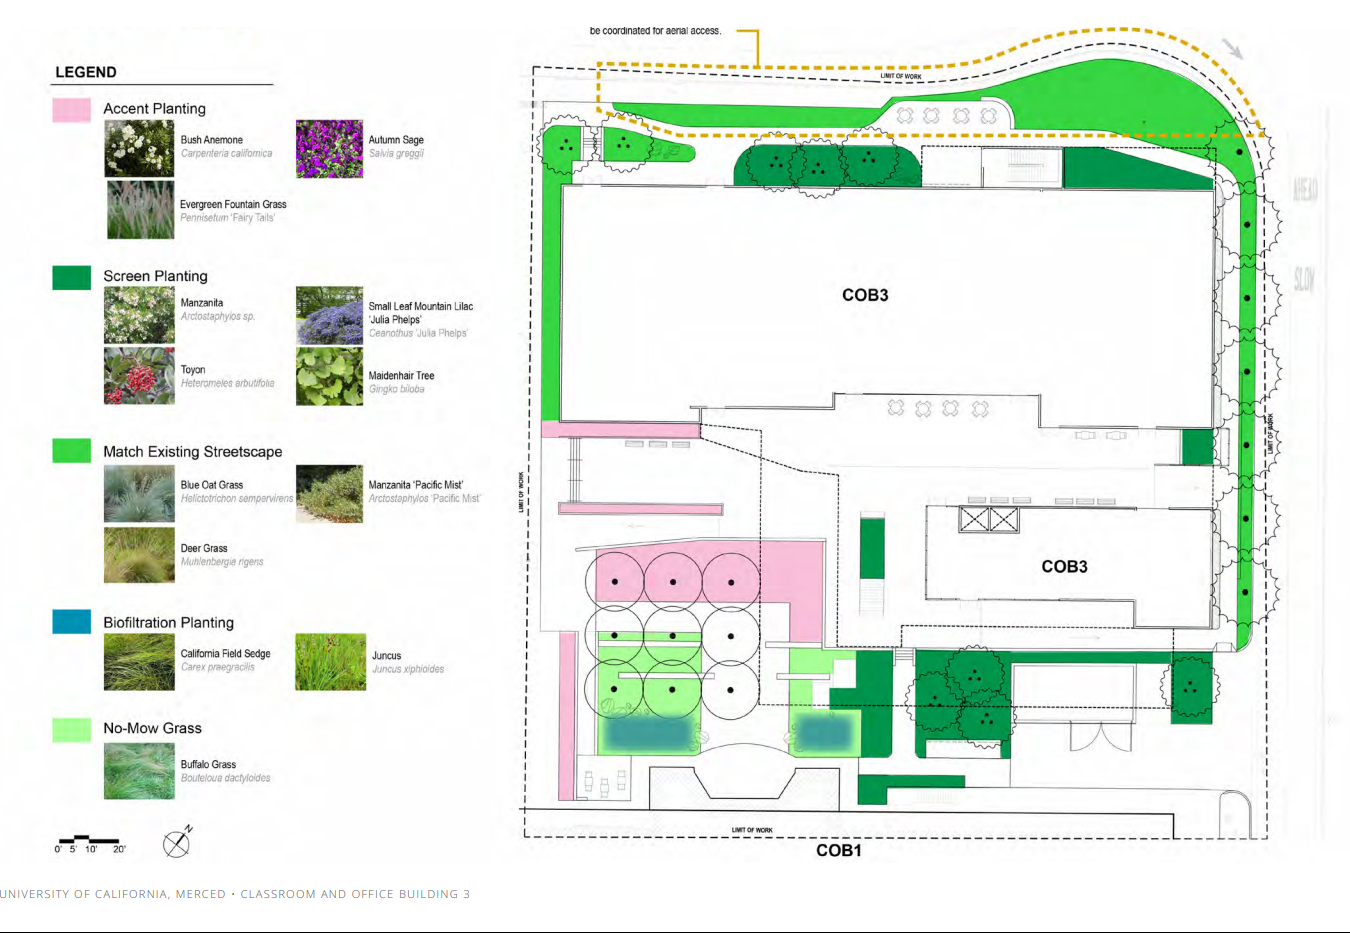 be coordinated for aerial access.
LEGEND
Accent Planting
Bush Anemone
Carpenteria californica
Autumn Sage
Salvia greggii
Evergreen Fountain Grass
Pennisetum 'Fairy Tails'
Screen Planting
Manzanita
Arctostaphylos sp.
Small Leaf Mountain Lilac
'Julia Phelps'
Ceanothus 'Julia Phelps'
Toyon
Heteromeles arbutifolia
Maidenhair Tree
Gingko biloba
Match Existing Streetscape
Blue Oat Grass
Helictotrichon sempervirens
Manzanita 'Pacific Mist'
Arctostaphylos 'Pacific Mist'
Deer Grass
Muhlenbergia rigens
Biofiltration Planting
California Field Sedge
Carex praegracilis
Juncus
Juncus xiphioides
No-Mow Grass
Buffalo Grass
Bouteloua dactyloides
0' 5' 10' 20'
N
LIMIT OF WORK
AHEAD
SLOW
COB3
LIMIT OF WORK
LIMIT OF WORK
COB3
LIMIT OF WORK
COB1
UNIVERSITY OF CALIFORNIA, MERCED • CLASSROOM AND OFFICE BUILDING 3